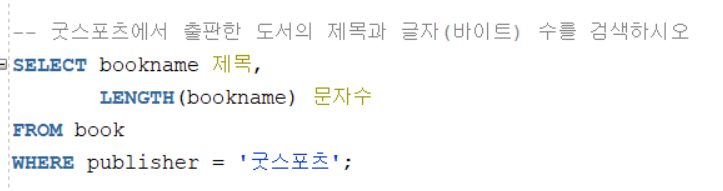 -- 굿스포츠에서 출판한 도서의 제목과 글자(바이트) 수를 검색하시오
SELECT bookname 제목,
LENGTH(bookname) 문자수
FROM book
WHERE publisher = '굿스포츠';